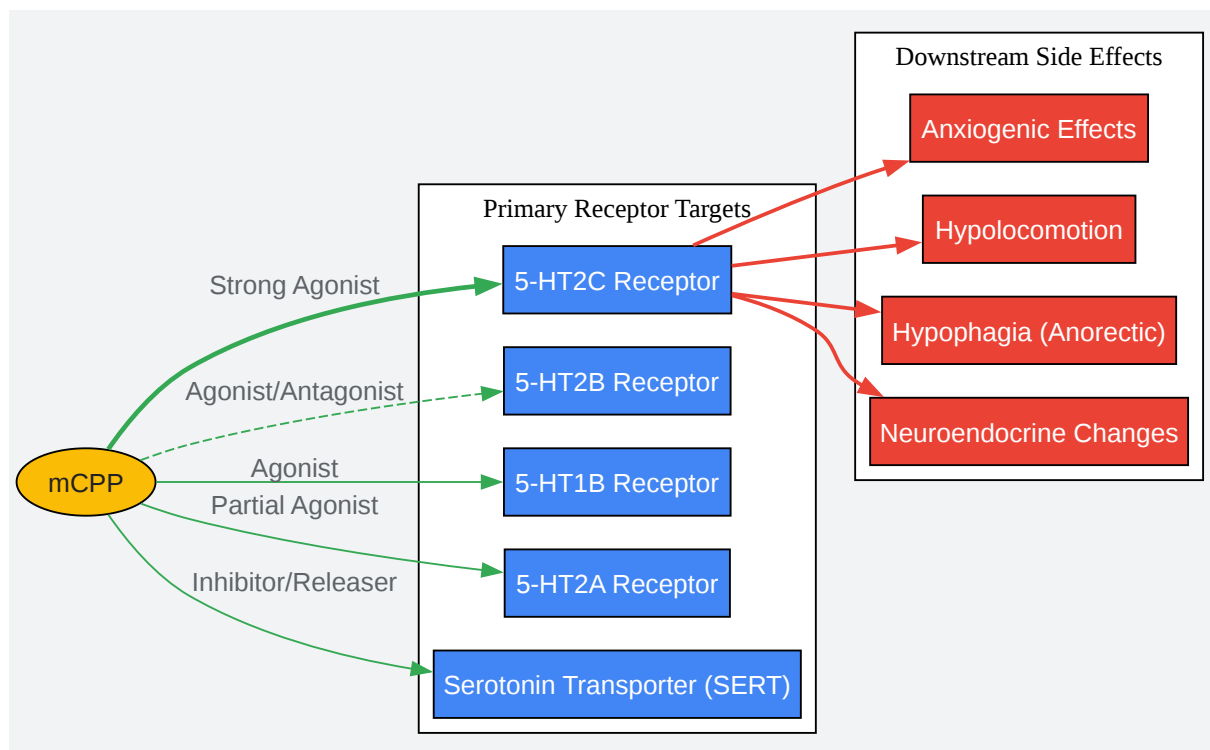 Downstream Side Effects
Anxiogenic Effects
Hypolocomotion
Hypophagia (Anorectic)
Neuroendocrine Changes
Primary Receptor Targets
5-HT2C Receptor
5-HT2B Receptor
5-HT1B Receptor
5-HT2A Receptor
Serotonin Transporter (SERT)
Strong Agonist
Agonist/Antagonist
Agonist
Partial Agonist
Inhibitor/Releaser
mCPP